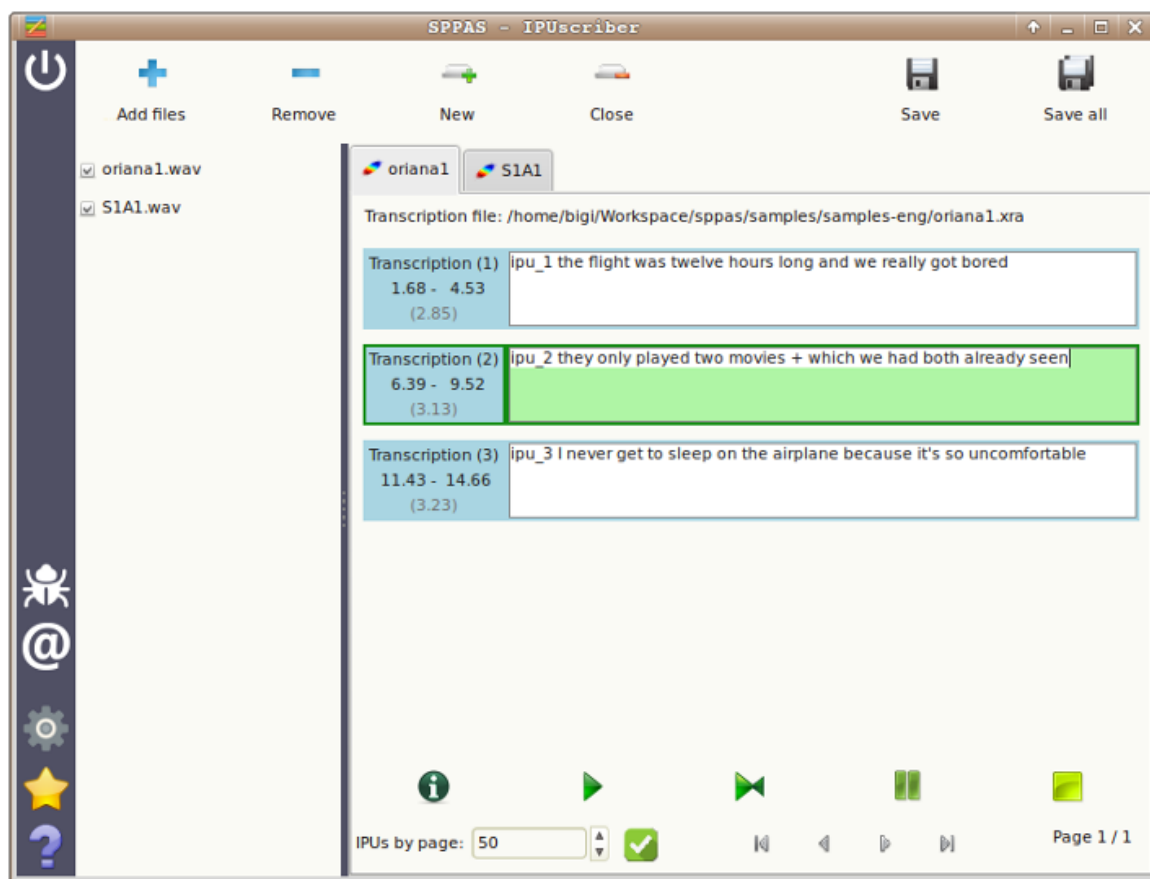 SPPAS - IPUscriber
Add files
Remove
New
Close
Save
Save all
oriana1.wav
S1A1.wav
oriana1
S1A1
Transcription file: /home/bigi/Workspace/sppas/samples/samples-eng/oriana1.xra
Transcription (1)
1.68 - 4.53
(2.85)
ipu_1 the flight was twelve hours long and we really got bored
Transcription (2)
6.39 - 9.52
(3.13)
ipu_2 they only played two movies + which we had both already seen
Transcription (3)
11.43 - 14.66
(3.23)
ipu_3 I never get to sleep on the airplane because it's so uncomfortable
IPUs by page: 50
Page 1 / 1